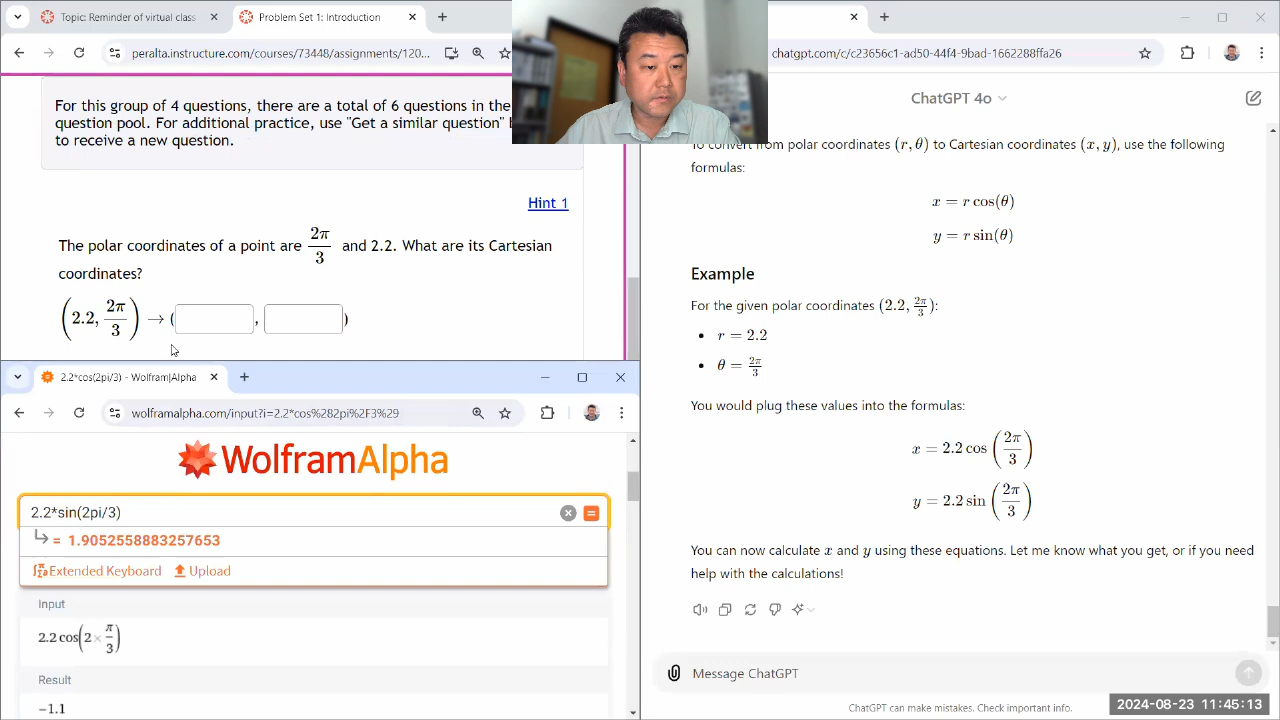 Topic: Reminder of virtual class
Problem Set 1: Introduction
peralta.instructure.com/courses/73448/assignments/120...
For this group of 4 questions, there are a total of 6 questions in the
question pool. For additional practice, use "Get a similar question"
to receive a new question.
Hint 1
The polar coordinates of a point are 2π/3 and 2.2. What are its Cartesian
coordinates?
(2.2, 2π/3) → ( , )
2.2*cos(2pi/3) - Wolfram|Alpha
wolframalpha.com/input?i=2.2*cos%282pi%2F3%29
WolframAlpha
2.2*sin(2pi/3)
= 1.9052558883257653
Extended Keyboard Upload
Input
2.2 cos(2 × π/3)
Result
−1.1
chatgpt.com/c/c23656c1-ad50-44f4-9bad-1662288ffa26
ChatGPT 4o
To convert from polar coordinates (r, θ) to Cartesian coordinates (x, y), use the following
formulas:
x = r cos(θ)
y = r sin(θ)
Example
For the given polar coordinates (2.2, 2π/3):
• r = 2.2
• θ = 2π/3
You would plug these values into the formulas:
x = 2.2 cos (2π/3)
y = 2.2 sin (2π/3)
You can now calculate x and y using these equations. Let me know what you get, or if you need
help with the calculations!
Message ChatGPT
ChatGPT can make mistakes. Check important info.
2024-08-23 11:45:13